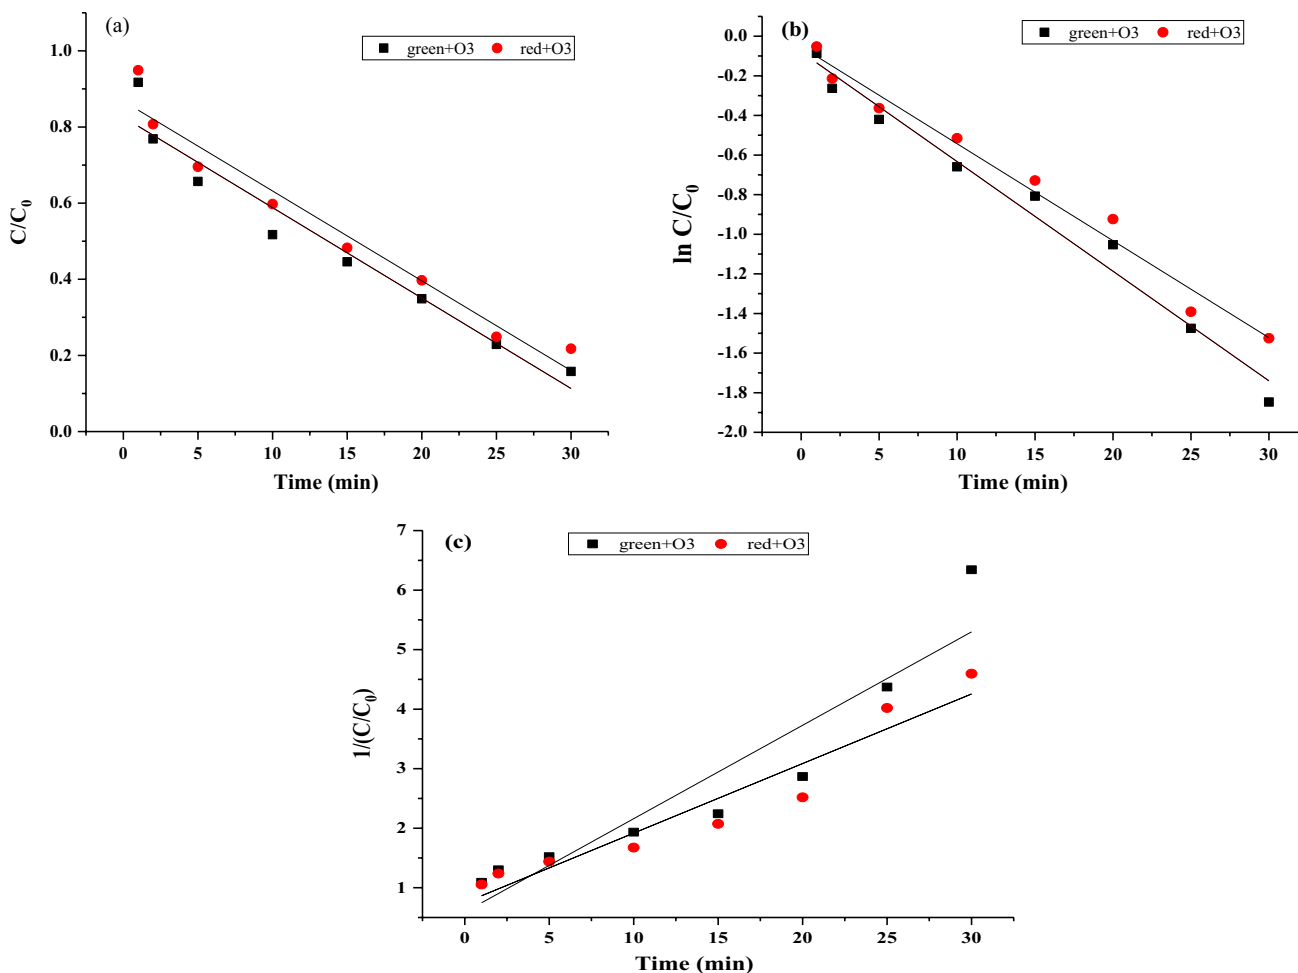 (a)
green+O3 red+O3
1.0
0.8
0.6
0.4
0.2
0.0
C/C0
0 5 10 15 20 25 30
Time (min)
(b)
green+O3 red+O3
0.0
-0.2
-0.4
-0.6
-0.8
-1.0
-1.2
-1.4
-1.6
-1.8
-2.0
ln C/C0
0 5 10 15 20 25 30
Time (min)
(c)
green+O3 red+O3
7
6
5
4
3
2
1
1/(C/C0)
0 5 10 15 20 25 30
Time (min)